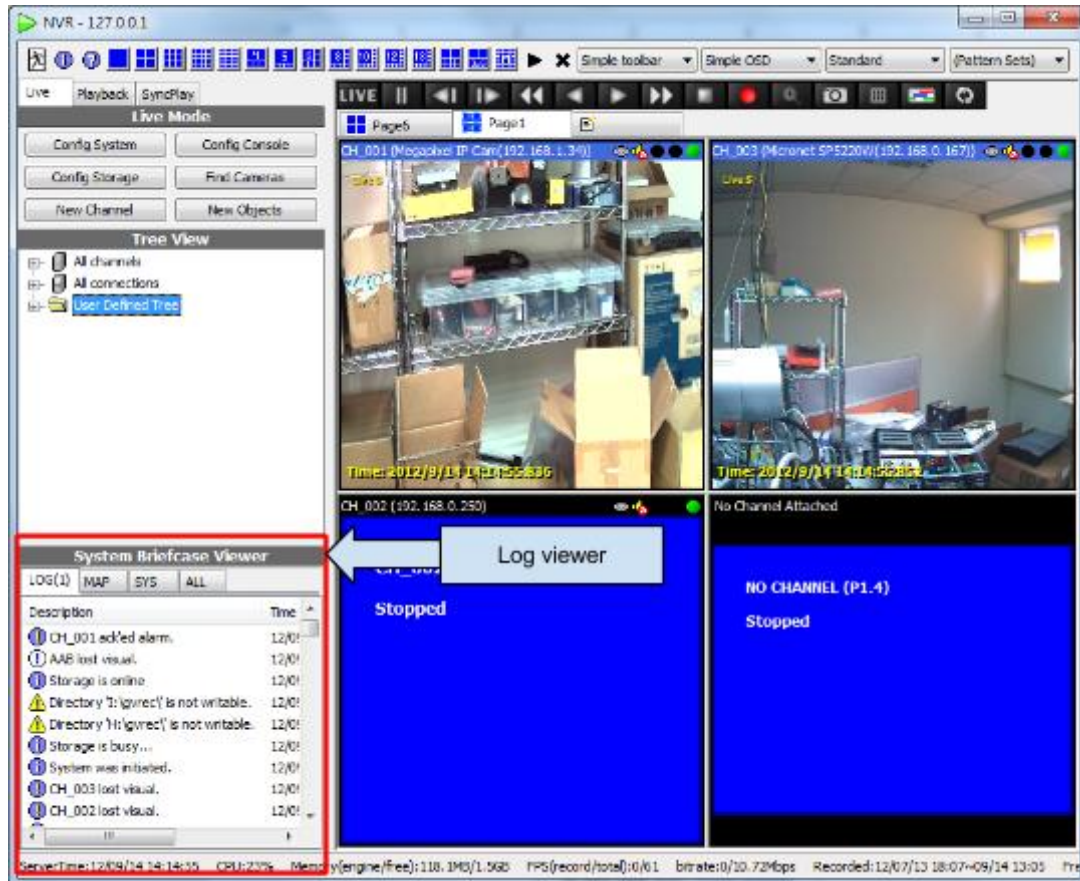 NVR - 127.0.0.1
Simple toolbar
Simple OSD
Standard
(Pattern Sets)
Live
Playback
SyncPlay
LIVE
Live Mode
Page6
Page1
Config System
Config Console
Config Storage
Find Cameras
New Channel
New Objects
Tree View
All channels
All connections
User Defined Tree
CH_001 (Megapixel IP Cam(192.168.1.34))
Live S
Time: 2012/9/14 14:14:55:836
CH_003 (Micronet SP5220W(192.168.0.167))
Live S
CH_002 (192.168.0.250)
Stopped
No Channel Attached
NO CHANNEL (P1.4)
Stopped
Log viewer
System Briefcase Viewer
LOG(1)
MAP
SYS
ALL
Description
Time
CH_001 ack'ed alarm.
12/0
AAB lost visual.
12/0
Storage is online
12/0
Directory 'I:\gvrec\' is not writable.
12/0
Directory 'H:\gvrec\' is not writable.
12/0
Storage is busy...
12/0
System was initiated.
12/0
CH_003 lost visual.
12/0
CH_002 lost visual.
12/0
ServerTime:12/09/14 14:14:55
CPU:23%
Memory(engine/free):118.1MB/1.5GB
FPS(record/total):0/61
bitrate:0/10.72Mbps
Recorded:12/07/13 18:07~09/14 13:05